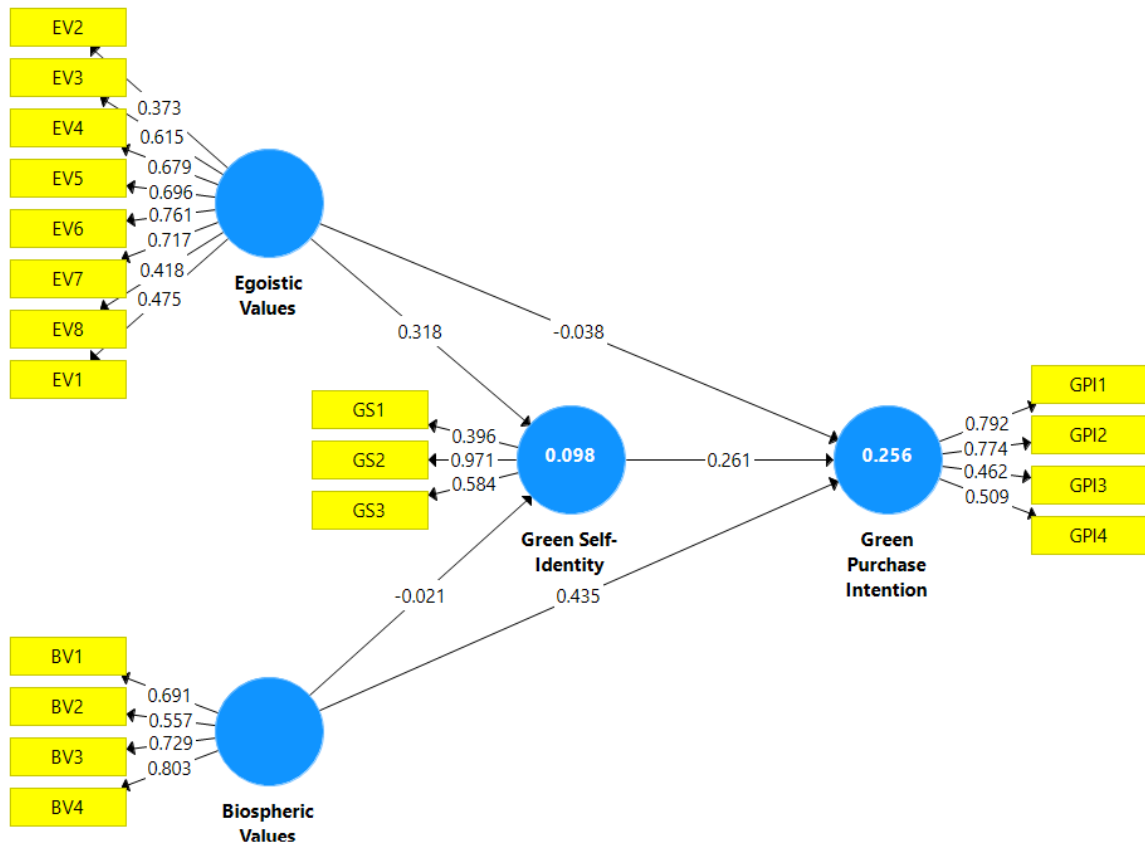 EV2
EV3
EV4
EV5
EV6
EV7
EV8
EV1
0.373
0.615
0.679
0.696
0.761
0.717
0.418
0.475
Egoistic
Values
0.318
-0.038
GS1
GS2
GS3
0.396
0.971
0.584
0.098
Green Self-
Identity
0.261
0.256
Green
Purchase
Intention
0.792
0.774
0.462
0.509
GPI1
GPI2
GPI3
GPI4
-0.021
0.435
BV1
BV2
BV3
BV4
0.691
0.557
0.729
0.803
Biospheric
Values